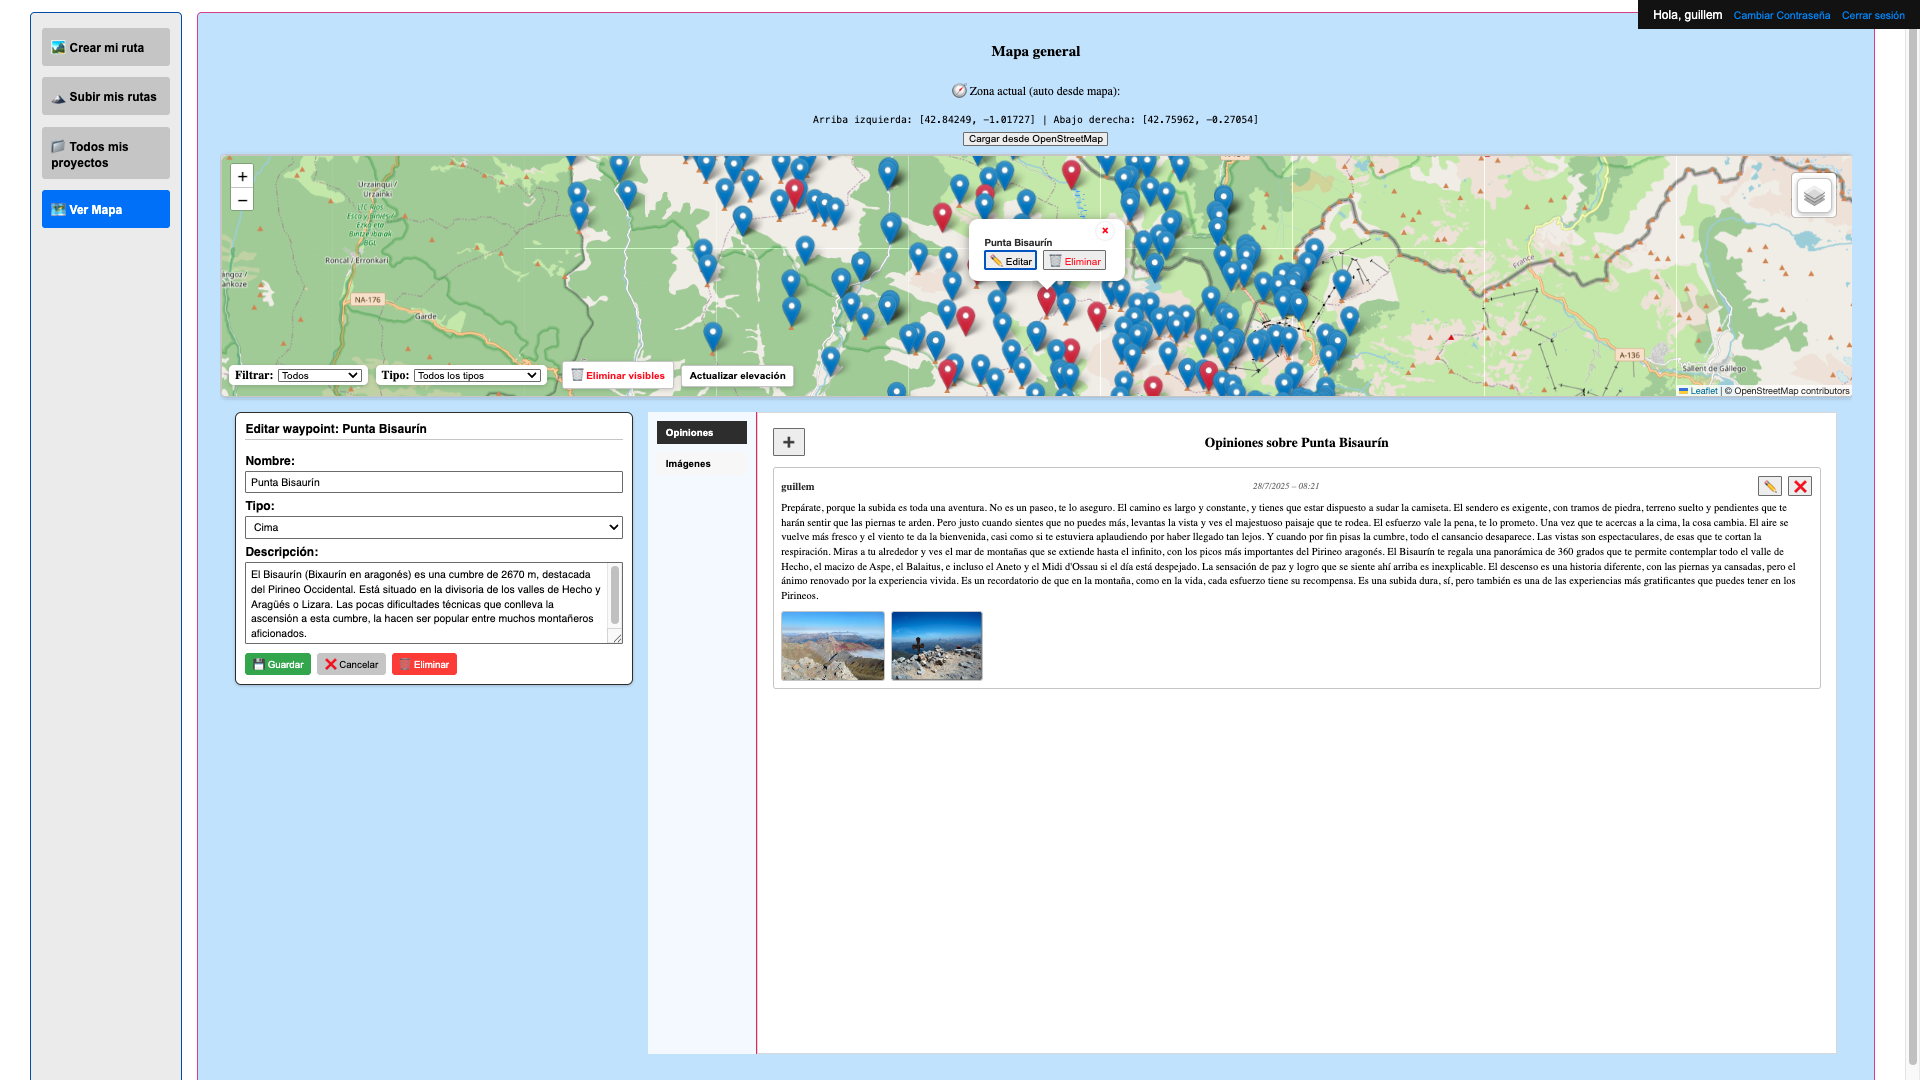 Hola, guillem Cambiar Contraseña Cerrar sesión
Crear mi ruta
Subir mis rutas
Todos mis
proyectos
Ver Mapa
Mapa general
Zona actual (auto desde mapa):
Arriba izquierda: [42.84249, -1.01727] | Abajo derecha: [42.75962, -0.27054]
Cargar desde OpenStreetMap
+
−
Urzainqui /
Urzainki
Roncal / Erronkari
NA-176
Garde
France
A-136
Sallent de Gállego
Punta Bisaurín
Editar
Eliminar
Filtrar: Todos
Tipo: Todos los tipos
Eliminar visibles
Actualizar elevación
Leaflet | © OpenStreetMap contributors
Editar waypoint: Punta Bisaurín
Nombre:
Punta Bisaurín
Tipo:
Cima
Descripción:
El Bisaurín (Bixaurín en aragonés) es una cumbre de 2670 m, destacada
del Pirineo Occidental. Está situado en la divisoria de los valles de Hecho y
Aragüés o Lizara. Las pocas dificultades técnicas que conlleva la
ascensión a esta cumbre, la hacen ser popular entre muchos montañeros
aficionados.
Guardar
Cancelar
Eliminar
Opiniones
Imágenes
+
Opiniones sobre Punta Bisaurín
guillem
28/7/2025 – 08:21
Prepárate, porque la subida es toda una aventura. No es un paseo, te lo aseguro. El camino es largo y constante, y tienes que estar dispuesto a sudar la camiseta. El sendero es exigente, con tramos de piedra, terreno suelto y pendientes que te
harán sentir que las piernas te arden. Pero justo cuando sientes que no puedes más, levantas la vista y ves el majestuoso paisaje que te rodea. El esfuerzo vale la pena, te lo prometo. Una vez que te acercas a la cima, la cosa cambia. El aire se
vuelve más fresco y el viento te da la bienvenida, casi como si te estuviera aplaudiendo por haber llegado tan lejos. Y cuando por fin pisas la cumbre, todo el cansancio desaparece. Las vistas son espectaculares, de esas que te cortan la
respiración. Miras a tu alrededor y ves el mar de montañas que se extiende hasta el infinito, con los picos más importantes del Pirineo aragonés. El Bisaurín te regala una panorámica de 360 grados que te permite contemplar todo el valle de
Hecho, el macizo de Aspe, el Balaitus, e incluso el Aneto y el Midi d'Ossau si el día está despejado. La sensación de paz y logro que se siente ahí arriba es inexplicable. El descenso es una historia diferente, con las piernas ya cansadas, pero el
ánimo renovado por la experiencia vivida. Es un recordatorio de que en la montaña, como en la vida, cada esfuerzo tiene su recompensa. Es una subida dura, sí, pero también es una de las experiencias más gratificantes que puedes tener en los
Pirineos.